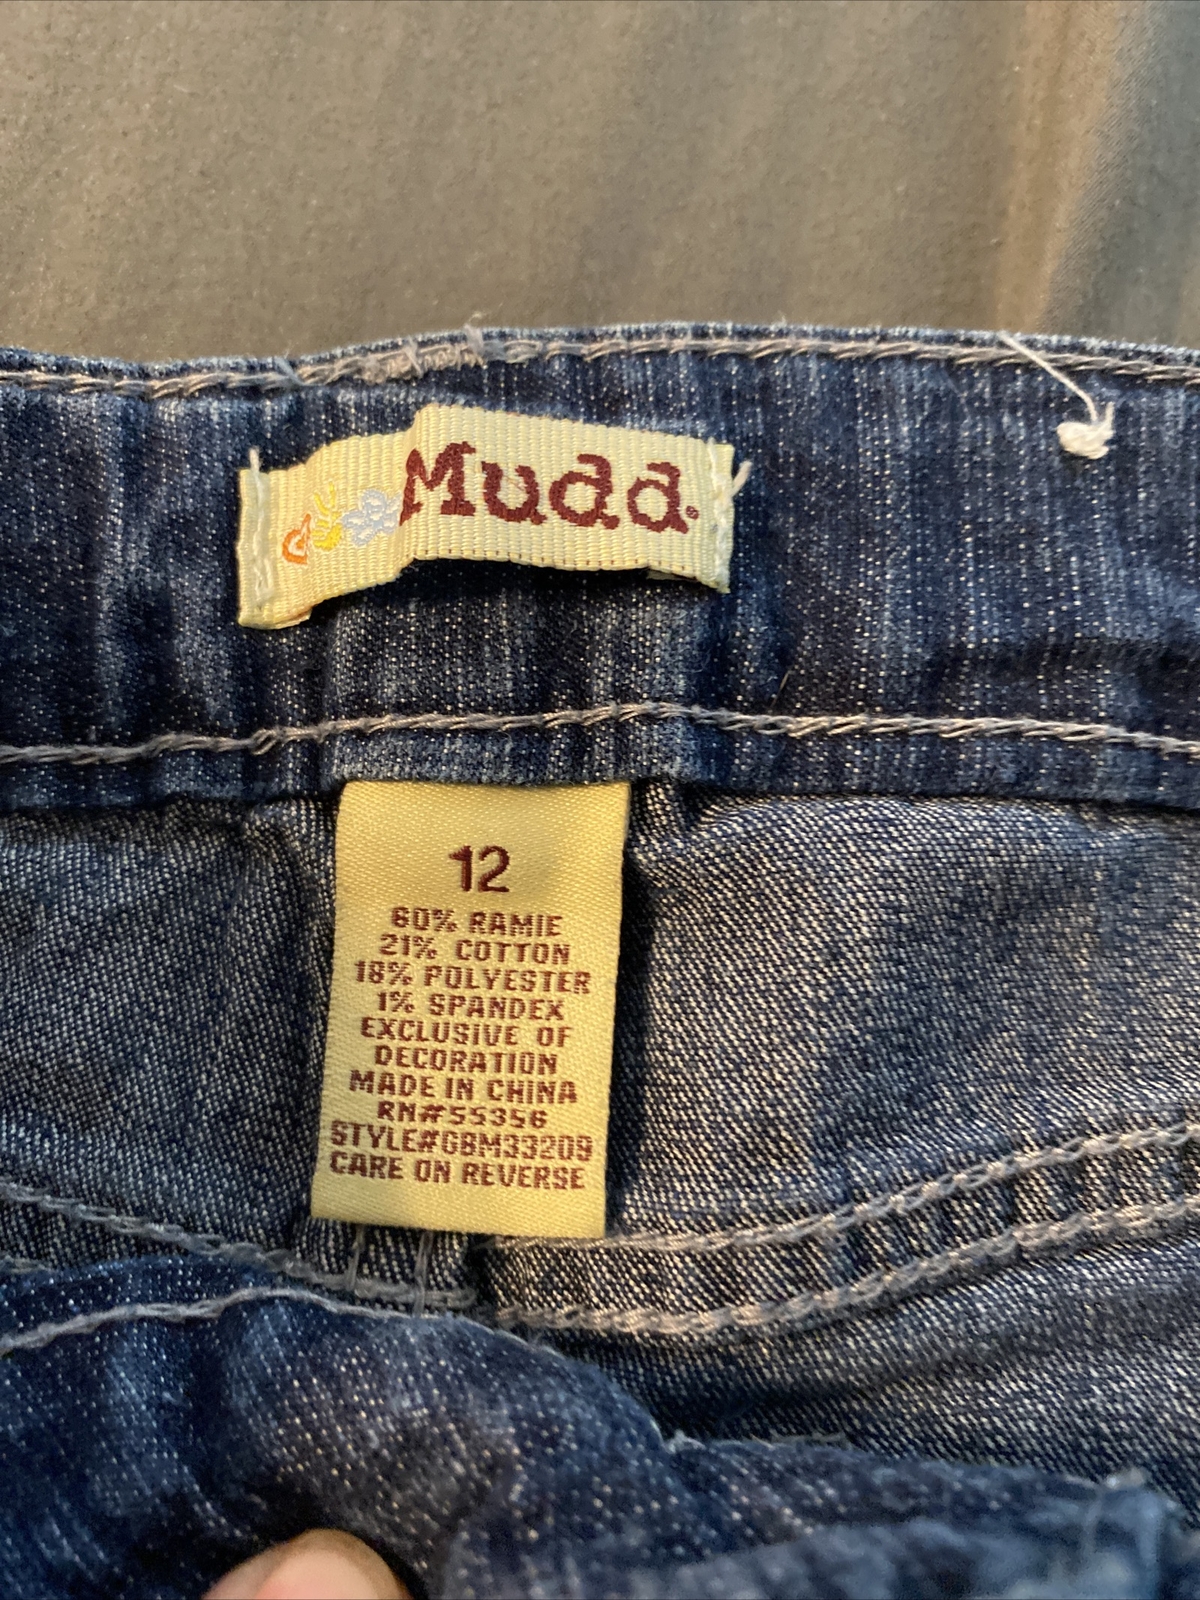 Mudd.
12
60% RAMIE
21% COTTON
18% POLYESTER
1% SPANDEX
EXCLUSIVE OF
DECORATION
MADE IN CHINA
RN#55356
STYLE#GBM33209
CARE ON REVERSE